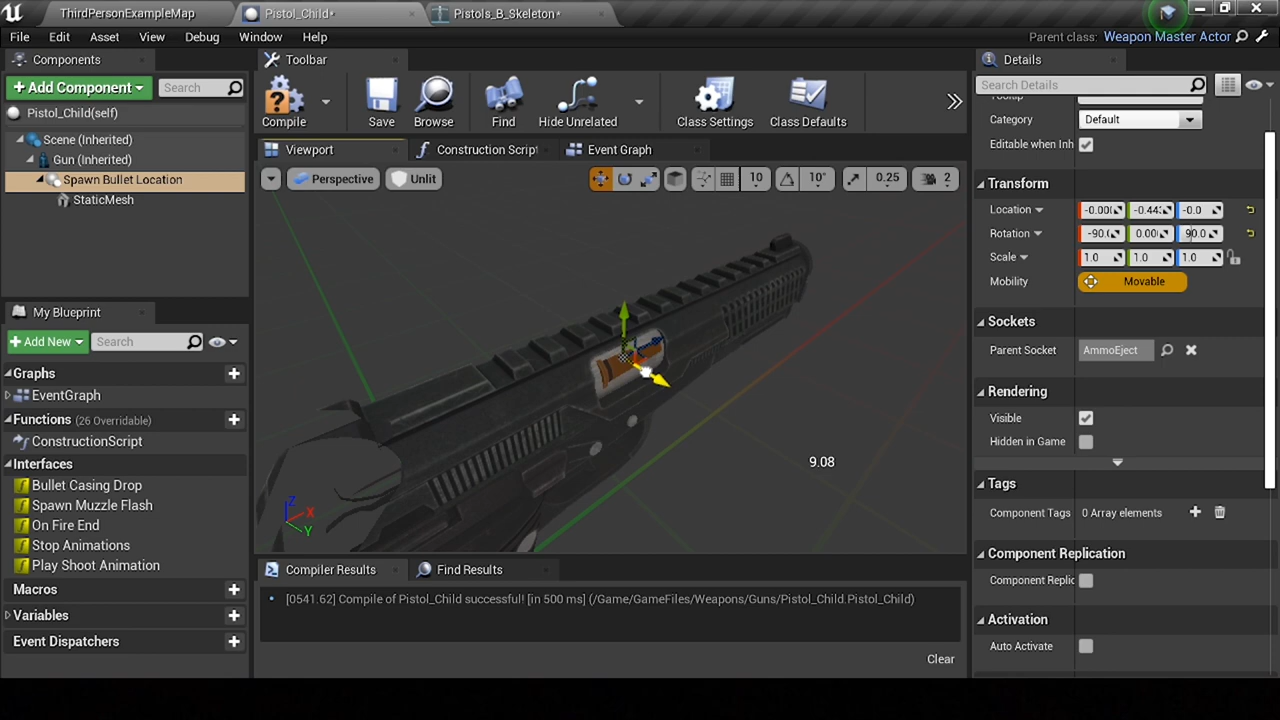 ThirdPersonExampleMap
Pistol_Child*
Pistols_B_Skeleton*
File Edit Asset View Debug Window Help
Parent class: Weapon Master Actor
Components
Toolbar
Details
Add Component
Search
Pistol_Child(self)
Scene (Inherited)
Gun (Inherited)
Spawn Bullet Location
StaticMesh
Compile
Save
Browse
Find
Hide Unrelated
Class Settings
Class Defaults
Viewport
Construction Script
Event Graph
Perspective
Unlit
10
10°
0.25
2
9.08
Z
X
Y
My Blueprint
Add New
Search
Graphs
EventGraph
Functions (26 Overridable)
ConstructionScript
Interfaces
Bullet Casing Drop
Spawn Muzzle Flash
On Fire End
Stop Animations
Play Shoot Animation
Macros
Variables
Event Dispatchers
Compiler Results
Find Results
[0541.62] Compile of Pistol_Child successful! [in 500 ms] (/Game/GameFiles/Weapons/Guns/Pistol_Child.Pistol_Child)
Clear
Search Details
Category Default
Editable when Inh
Transform
Location -0.00 -0.44 -0.0
Rotation -90. 0.00 90.0
Scale 1.0 1.0 1.0
Mobility Movable
Sockets
Parent Socket AmmoEject
Rendering
Visible
Hidden in Game
Tags
Component Tags 0 Array elements
Component Replication
Component Replic
Activation
Auto Activate